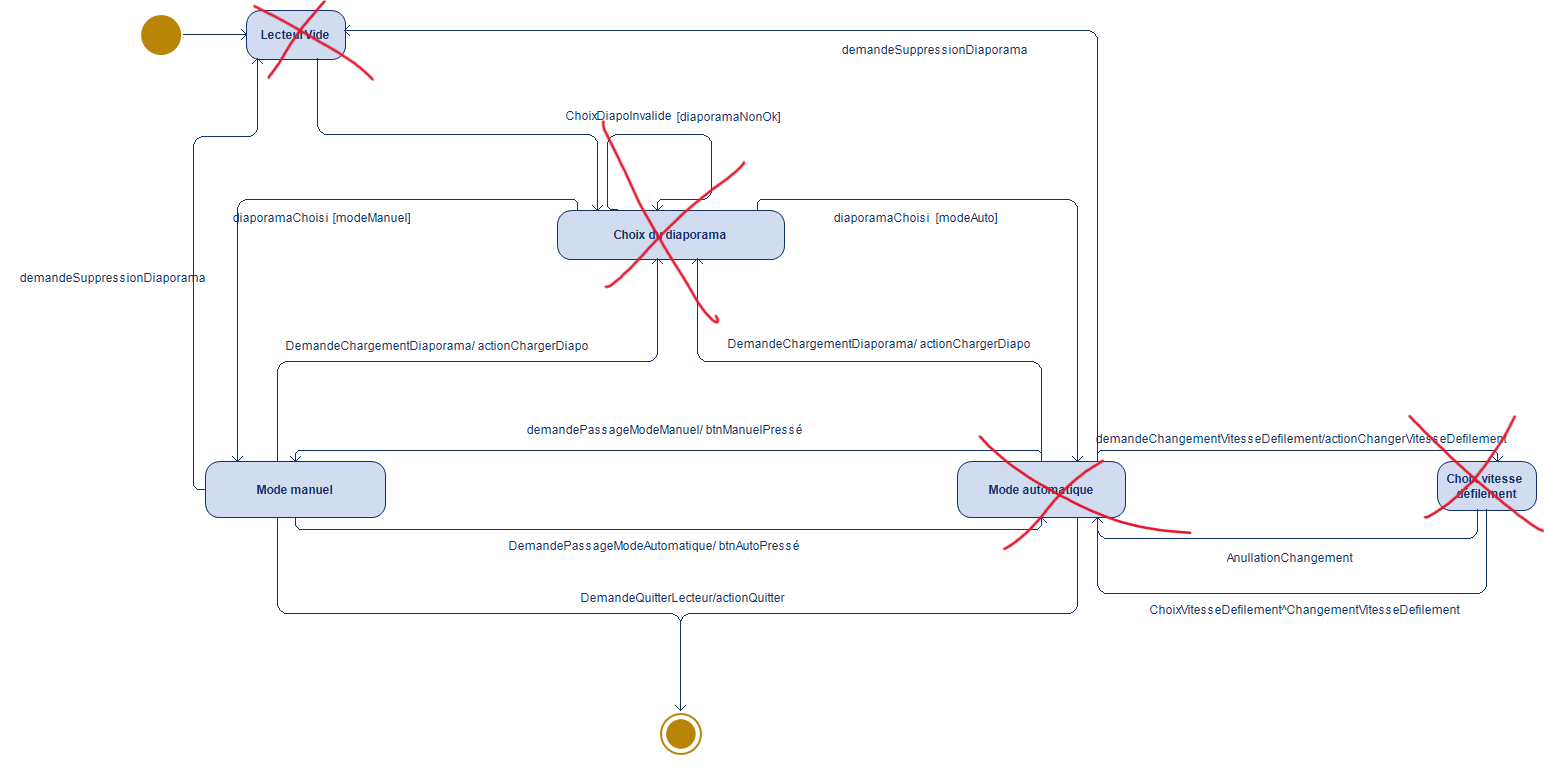 Lecteur Vide
demandeSuppressionDiaporama
ChoixDiapoInvalide [diaporamaNonOk]
diaporamaChoisi [modeManuel]
diaporamaChoisi [modeAuto]
Choix du diaporama
demandeSuppressionDiaporama
DemandeChargementDiaporama/ actionChargerDiapo
DemandeChargementDiaporama/ actionChargerDiapo
demandePassageModeManuel/ btnManuelPressé
demandeChangementVitesseDefilement/actionChangerVitesseDefilement
Mode manuel
Mode automatique
Choix vitesse
défilement
DemandePassageModeAutomatique/ btnAutoPressé
AnullationChangement
DemandeQuitterLecteur/actionQuitter
ChoixVitesseDefilement^ChangementVitesseDefilement